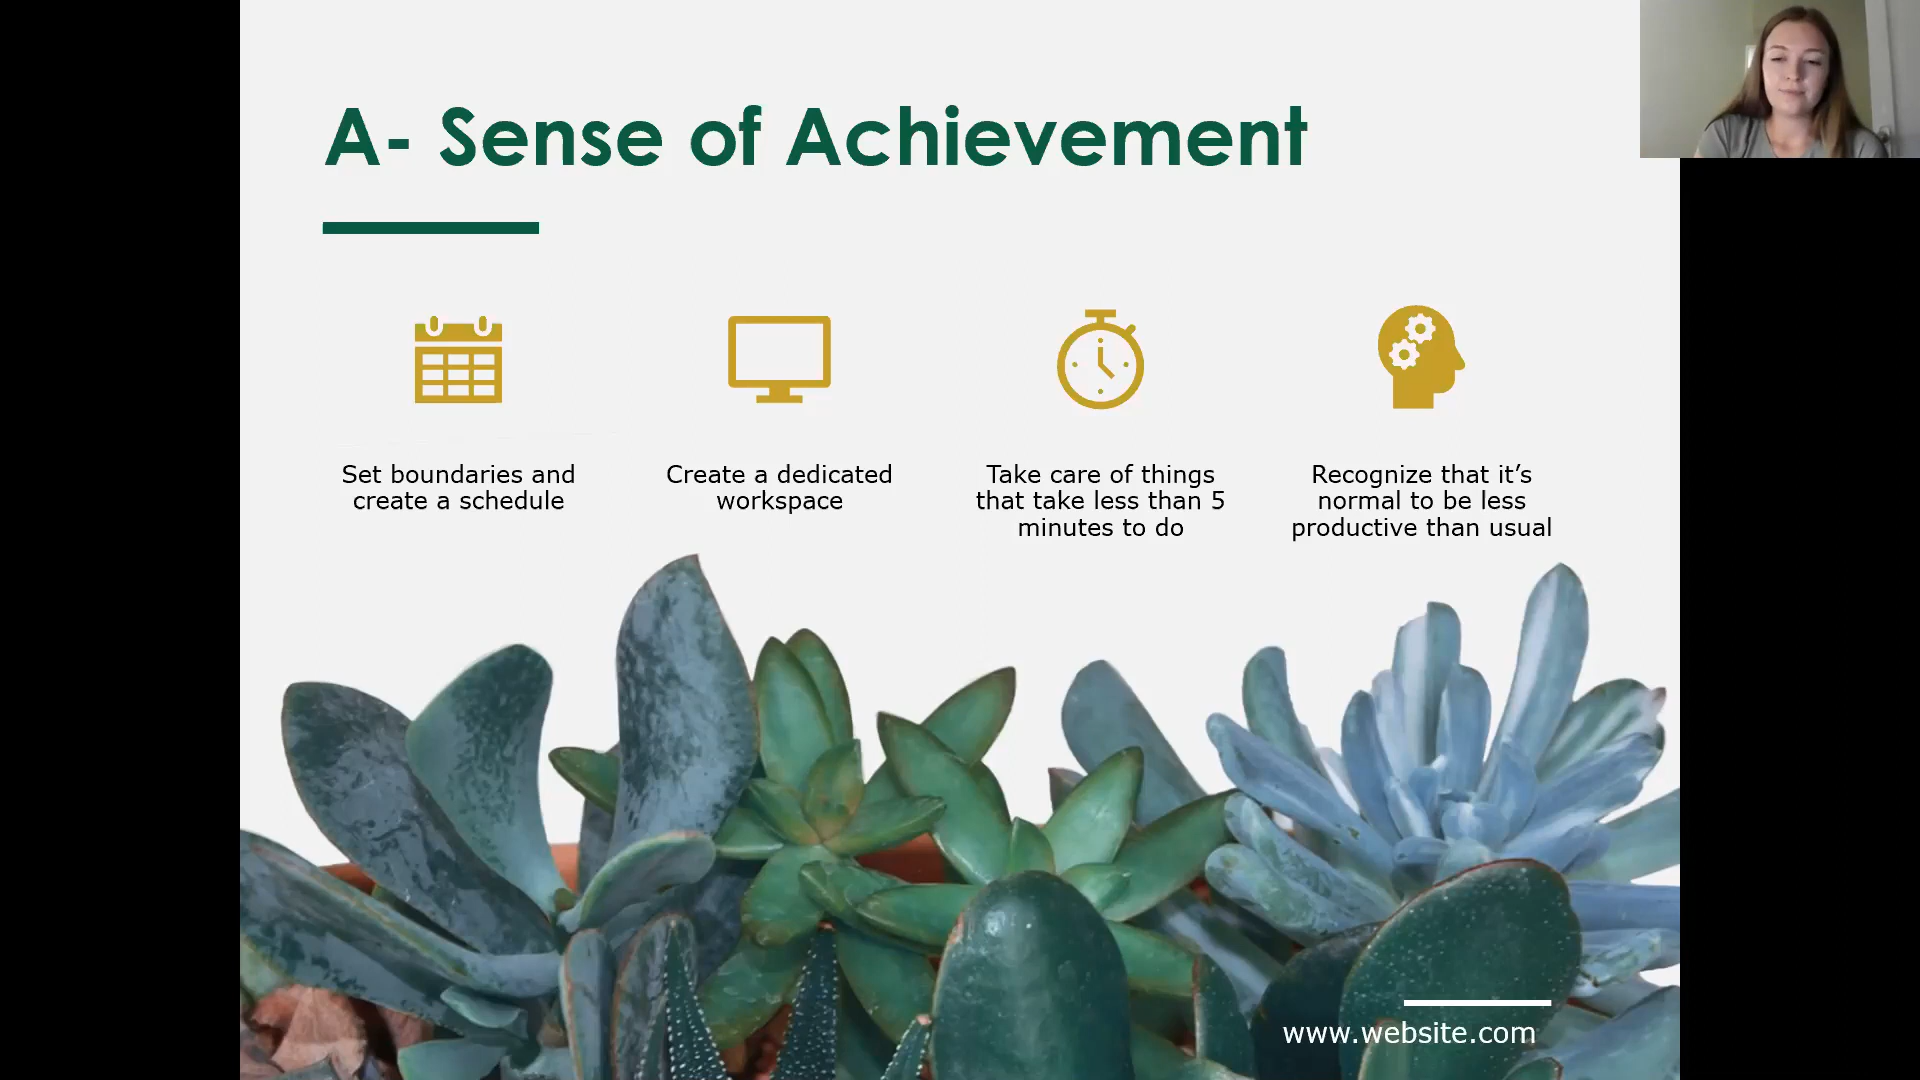 A- Sense of Achievement
Set boundaries and
create a schedule
Create a dedicated
workspace
Take care of things
that take less than 5
minutes to do
Recognize that it’s
normal to be less
productive than usual
www.website.com